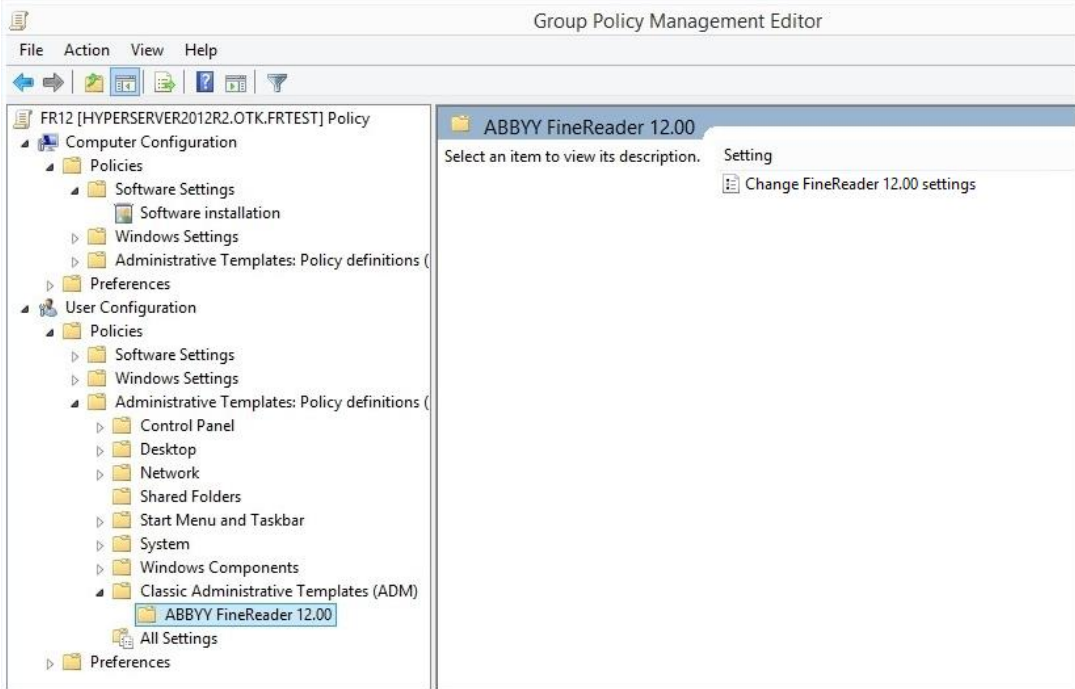 Group Policy Management Editor
File Action View Help
FR12 [HYPERSERVER2012R2.OTK.FRTEST] Policy
Computer Configuration
Policies
Software Settings
Software installation
Windows Settings
Administrative Templates: Policy definitions (
Preferences
User Configuration
Policies
Software Settings
Windows Settings
Administrative Templates: Policy definitions (
Control Panel
Desktop
Network
Shared Folders
Start Menu and Taskbar
System
Windows Components
Classic Administrative Templates (ADM)
ABBYY FineReader 12.00
All Settings
Preferences
ABBYY FineReader 12.00
Select an item to view its description.
Setting
Change FineReader 12.00 settings